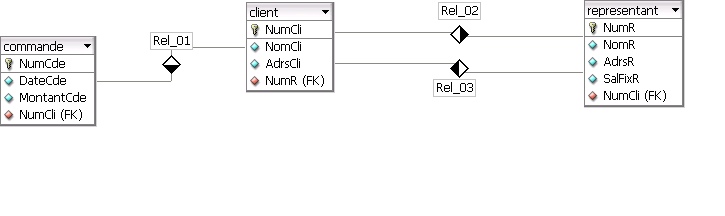 commande
NumCde
DateCde
MontantCde
NumCli (FK)
Rel_01
client
NumCli
NomCli
AdrsCli
NumR (FK)
Rel_02
Rel_03
representant
NumR
NomR
AdrsR
SalFixR
NumCli (FK)